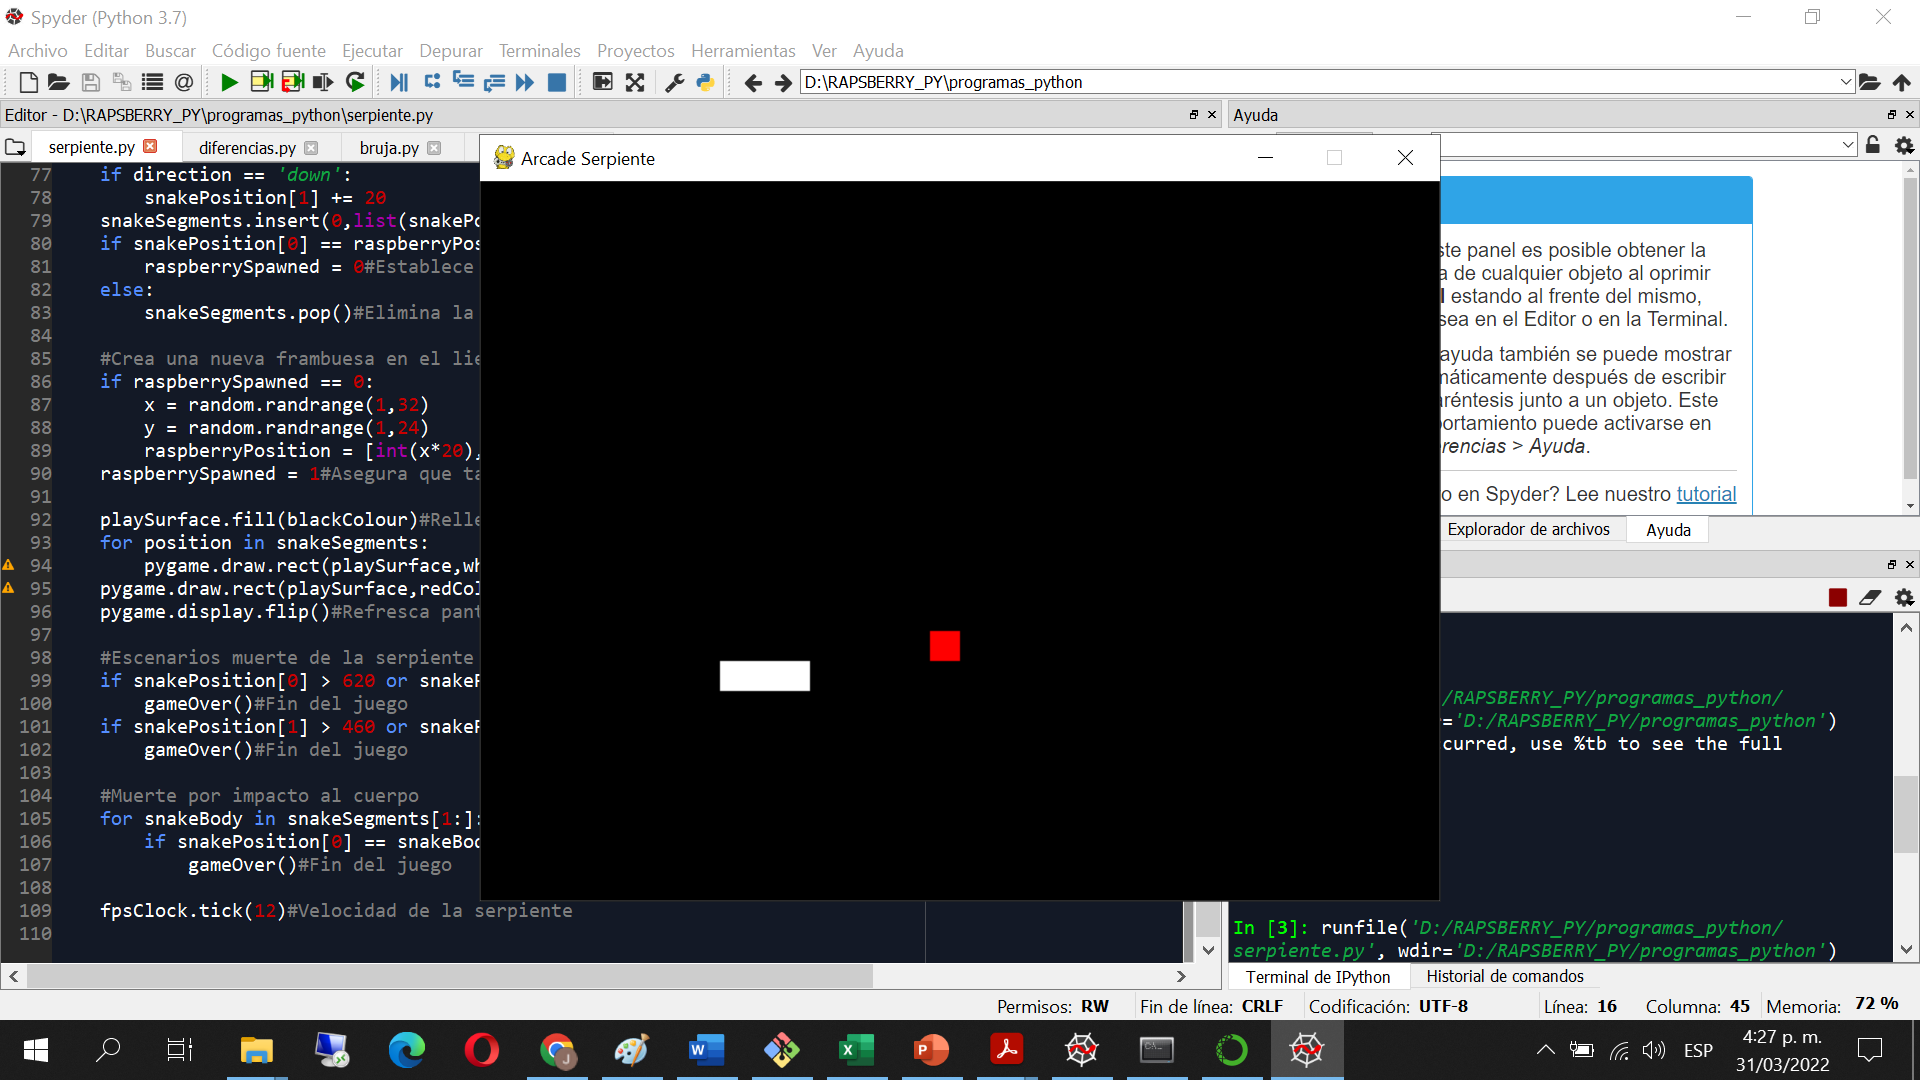 Spyder (Python 3.7)
Archivo Editar Buscar Código fuente Ejecutar Depurar Terminales Proyectos Herramientas Ver Ayuda
D:\RAPSBERRY_PY\programas_python
Editor - D:\RAPSBERRY_PY\programas_python\serpiente.py
Ayuda
serpiente.py diferencias.py bruja.py
Arcade Serpiente
77 if direction == 'down':
78 snakePosition[1] += 20
79 snakeSegments.insert(0,list(snakePo
80 if snakePosition[0] == raspberryPos
81 raspberrySpawned = 0#Establece
82 else:
83 snakeSegments.pop()#Elimina la
84
85 #Crea una nueva frambuesa en el lie
86 if raspberrySpawned == 0:
87 x = random.randrange(1,32)
88 y = random.randrange(1,24)
89 raspberryPosition = [int(x*20),
90 raspberrySpawned = 1#Asegura que ta
91
92 playSurface.fill(blackColour)#Relle
93 for position in snakeSegments:
94 pygame.draw.rect(playSurface,wh
95 pygame.draw.rect(playSurface,redCol
96 pygame.display.flip()#Refresca pant
97
98 #Escenarios muerte de la serpiente
99 if snakePosition[0] > 620 or snakeP
100 gameOver()#Fin del juego
101 if snakePosition[1] > 460 or snakeP
102 gameOver()#Fin del juego
103
104 #Muerte por impacto al cuerpo
105 for snakeBody in snakeSegments[1:]:
106 if snakePosition[0] == snakeBod
107 gameOver()#Fin del juego
108
109 fpsClock.tick(12)#Velocidad de la serpiente
110
ste panel es posible obtener la
a de cualquier objeto al oprimir
l estando al frente del mismo,
sea en el Editor o en la Terminal.
ayuda también se puede mostrar
máticamente después de escribir
aréntesis junto a un objeto. Este
portamiento puede activarse en
rencias > Ayuda.
o en Spyder? Lee nuestro tutorial
Explorador de archivos Ayuda
/RAPSBERRY_PY/programas_python/
='D:/RAPSBERRY_PY/programas_python')
curred, use %tb to see the full
In [3]: runfile('D:/RAPSBERRY_PY/programas_python/
serpiente.py', wdir='D:/RAPSBERRY_PY/programas_python')
Terminal de IPython Historial de comandos
Permisos: RW Fin de línea: CRLF Codificación: UTF-8 Línea: 16 Columna: 45 Memoria: 72 %
ESP
4:27 p. m.
31/03/2022